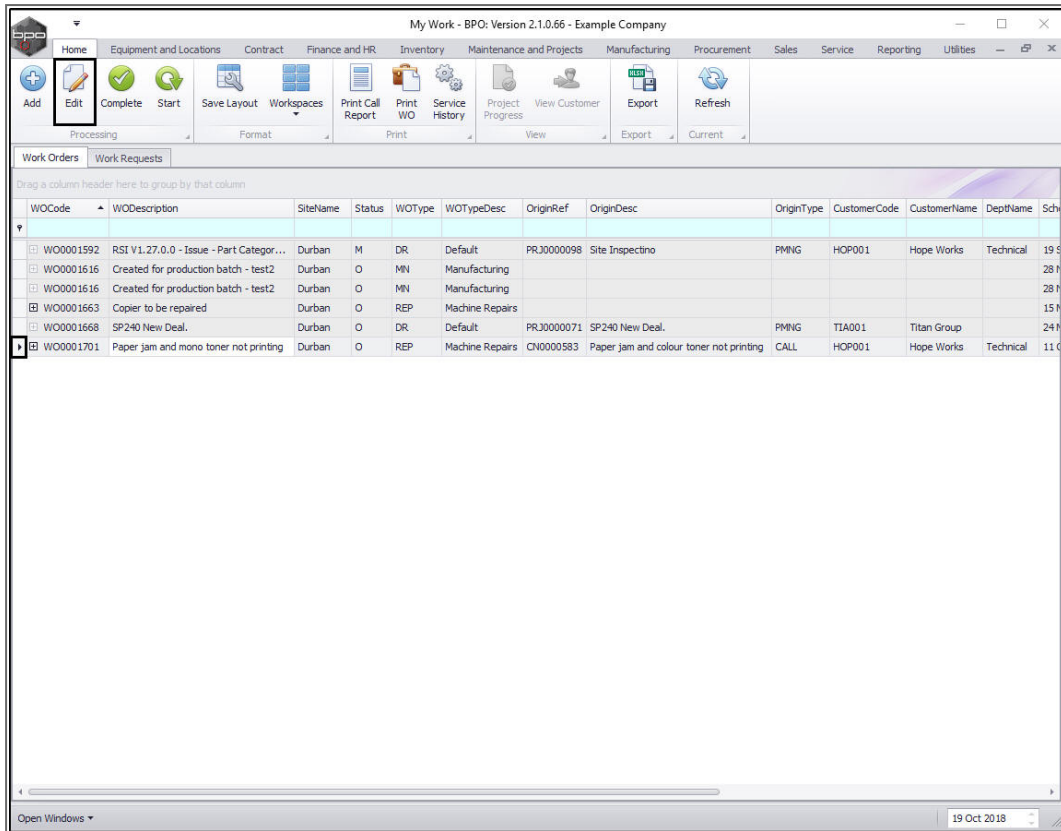 My Work - BPO: Version 2.1.0.66 - Example Company
bpo
Home Equipment and Locations Contract Finance and HR Inventory Maintenance and Projects Manufacturing Procurement Sales Service Reporting Utilities
Add Edit Complete Start Save Layout Workspaces Print Call Report Print WO Service History Project Progress View Customer Export Refresh
Processing Format Print View Export Current
Work Orders Work Requests
Drag a column header here to group by that column
WOCode WODescription SiteName Status WOType WOTypeDesc OriginRef OriginDesc OriginType CustomerCode CustomerName DeptName Sch
WO0001592 RSI V1.27.0.0 - Issue - Part Categor... Durban M DR Default PRJ0000098 Site Inspectino PMNG HOP001 Hope Works Technical 19 S
WO0001616 Created for production batch - test2 Durban O MN Manufacturing 28
WO0001616 Created for production batch - test2 Durban O MN Manufacturing 28
WO0001663 Copier to be repaired Durban O REP Machine Repairs 15
WO0001668 SP240 New Deal. Durban O DR Default PRJ0000071 SP240 New Deal. PMNG TIA001 Titan Group 24
WO0001701 Paper jam and mono toner not printing Durban O REP Machine Repairs CN0000583 Paper jam and colour toner not printing CALL HOP001 Hope Works Technical 11
Open Windows 19 Oct 2018